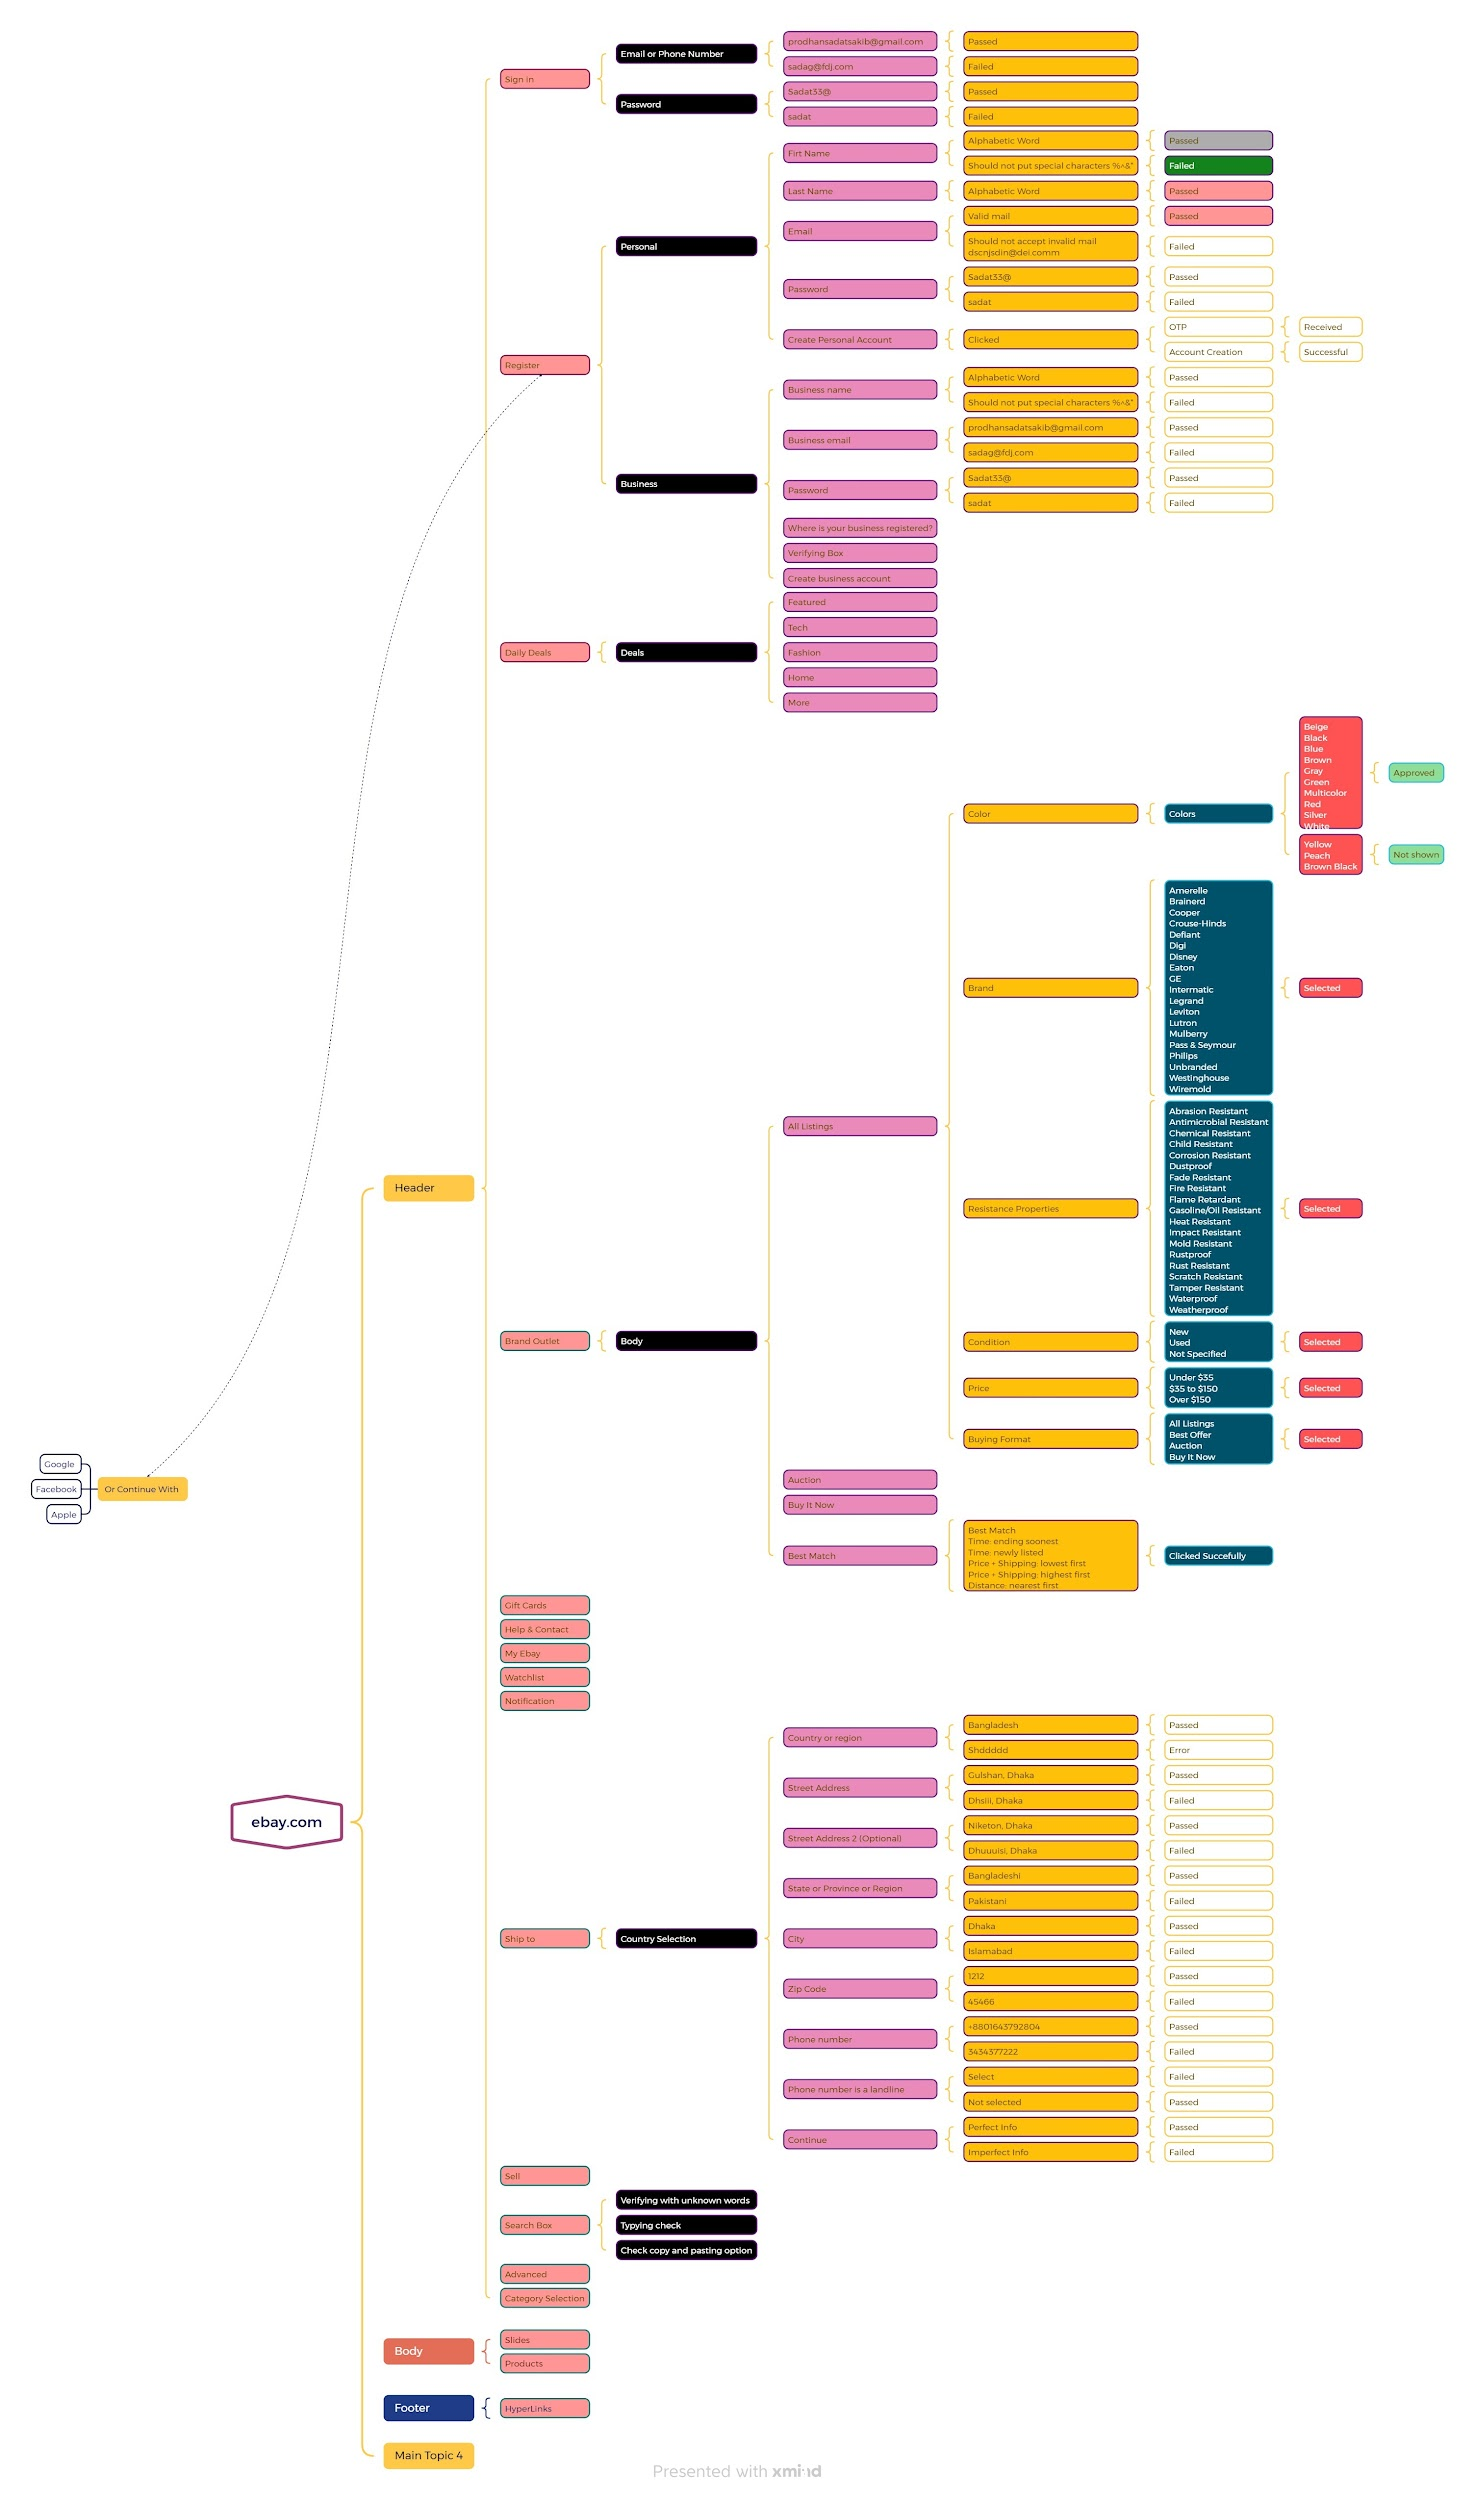 ebay.com
Header
Sign in
Email or Phone Number
prodhansadatsakib@gmail.com
Passed
sadag@fdj.com
Failed
Password
Sadat33@
Passed
sadat
Failed
Register
Personal
Firt Name
Alphabetic Word
Passed
Should not put special characters %^&*
Failed
Last Name
Alphabetic Word
Passed
Email
Valid mail
Passed
Should not accept invalid mail
dscnjsdin@dei.comm
Failed
Password
Sadat33@
Passed
sadat
Failed
Create Personal Account
Clicked
OTP
Received
Account Creation
Successful
Business
Business name
Alphabetic Word
Passed
Should not put special characters %^&*
Failed
Business email
prodhansadatsakib@gmail.com
Passed
sadag@fdj.com
Failed
Password
Sadat33@
Passed
sadat
Failed
Where is your business registered?
Verifying Box
Create business account
Daily Deals
Deals
Featured
Tech
Fashion
Home
More
Brand Outlet
Body
All Listings
Color
Colors
Beige
Black
Blue
Brown
Gray
Green
Multicolor
Red
Silver
White
Approved
Yellow
Peach
Brown Black
Not shown
Brand
Amerelle
Brainerd
Cooper
Crouse-Hinds
Defiant
Digi
Disney
Eaton
GE
Intermatic
Legrand
Leviton
Lutron
Mulberry
Pass & Seymour
Philips
Unbranded
Westinghouse
Wiremold
Selected
Resistance Properties
Abrasion Resistant
Antimicrobial Resistant
Chemical Resistant
Child Resistant
Corrosion Resistant
Dustproof
Fade Resistant
Fire Resistant
Flame Retardant
Gasoline/Oil Resistant
Heat Resistant
Impact Resistant
Mold Resistant
Rustproof
Rust Resistant
Scratch Resistant
Tamper Resistant
Waterproof
Weatherproof
Selected
Condition
New
Used
Not Specified
Selected
Price
Under $35
$35 to $150
Over $150
Selected
Buying Format
All Listings
Best Offer
Auction
Buy It Now
Selected
Auction
Buy It Now
Best Match
Best Match
Time: ending soonest
Time: newly listed
Price + Shipping: lowest first
Price + Shipping: highest first
Distance: nearest first
Clicked Succefully
Gift Cards
Help & Contact
My Ebay
Watchlist
Notification
Ship to
Country Selection
Country or region
Bangladesh
Passed
Shddddd
Error
Street Address
Gulshan, Dhaka
Passed
Dhsiii, Dhaka
Failed
Street Address 2 (Optional)
Niketon, Dhaka
Passed
Dhuuuisi, Dhaka
Failed
State or Province or Region
Bangladeshi
Passed
Pakistani
Failed
City
Dhaka
Passed
Islamabad
Failed
Zip Code
1212
Passed
45466
Failed
Phone number
+8801643792804
Passed
3434377222
Failed
Phone number is a landline
Select
Failed
Not selected
Passed
Continue
Perfect Info
Passed
Imperfect Info
Failed
Sell
Search Box
Verifying with unknown words
Typying check
Check copy and pasting option
Advanced
Category Selection
Body
Slides
Products
Footer
HyperLinks
Main Topic 4
Or Continue With
Google
Facebook
Apple
Presented with xmind